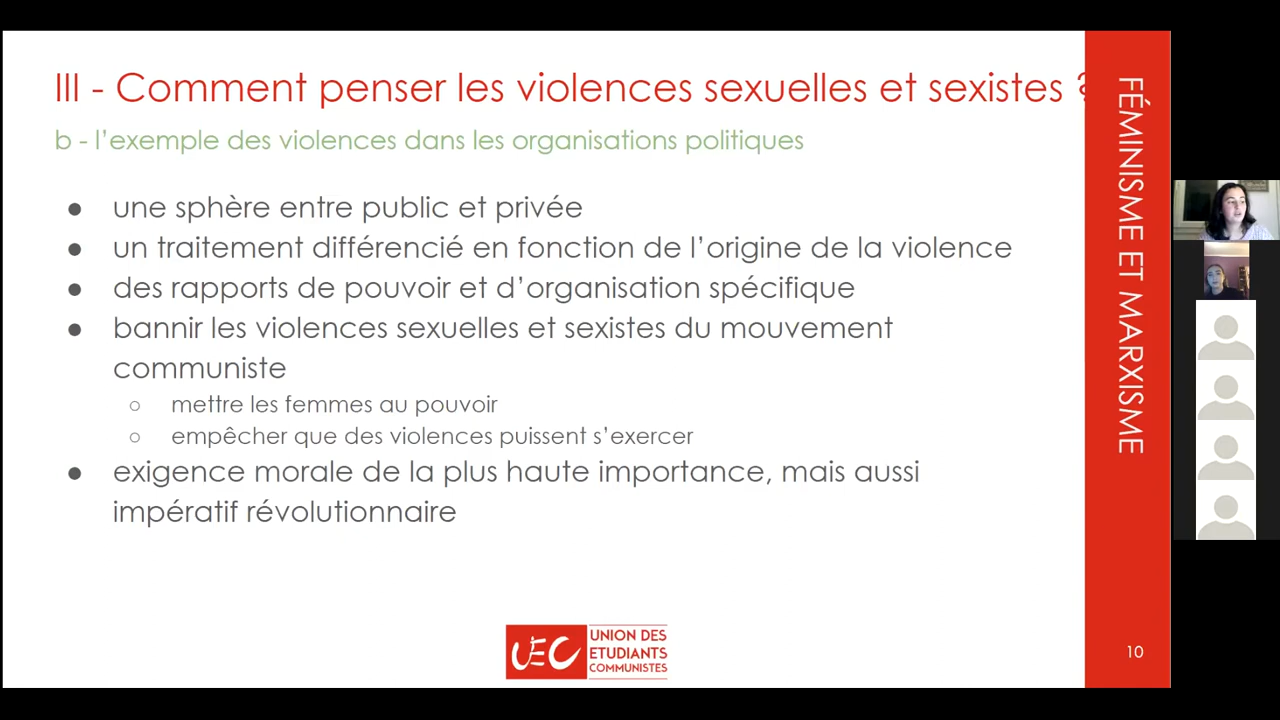 III - Comment penser les violences sexuelles et sexistes ?
b - l'exemple des violences dans les organisations politiques
● une sphère entre public et privée
● un traitement différencié en fonction de l'origine de la violence
● des rapports de pouvoir et d'organisation spécifique
● bannir les violences sexuelles et sexistes du mouvement
communiste
○ mettre les femmes au pouvoir
○ empêcher que des violences puissent s'exercer
● exigence morale de la plus haute importance, mais aussi
impératif révolutionnaire
FÉMINISME ET MARXISME
UEC
UNION DES
ETUDIANTS
COMMUNISTES
10